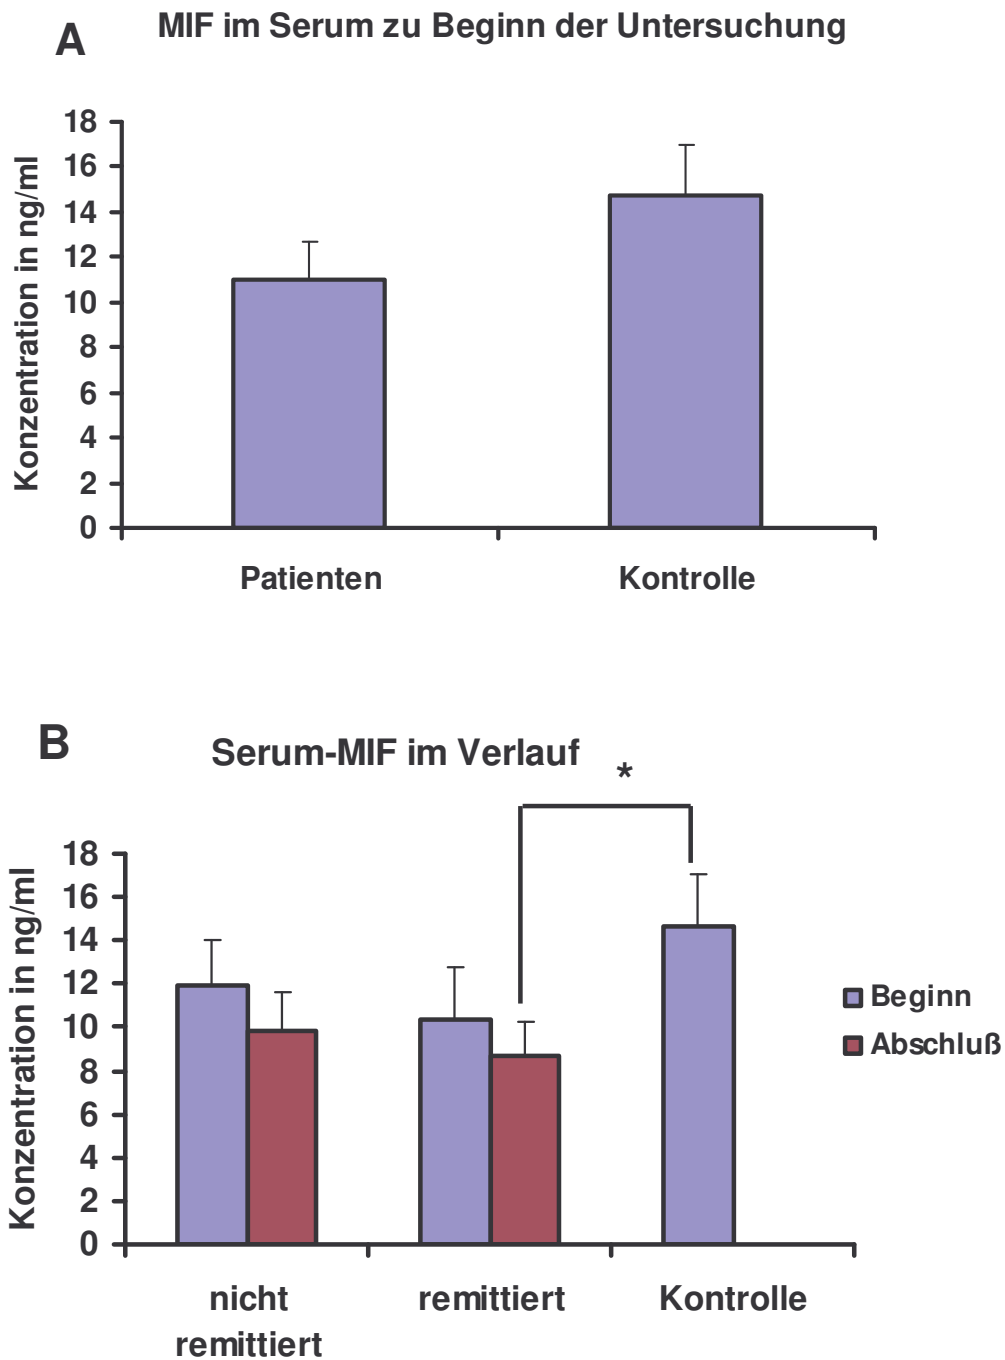 A
MIF im Serum zu Beginn der Untersuchung
Konzentration in ng/ml
18
16
14
12
10
8
6
4
2
0
Patienten Kontrolle
B
Serum-MIF im Verlauf
*
Konzentration in ng/ml
18
16
14
12
10
8
6
4
2
0
Beginn
Abschluß
nicht remittiert Kontrolle
remittiert